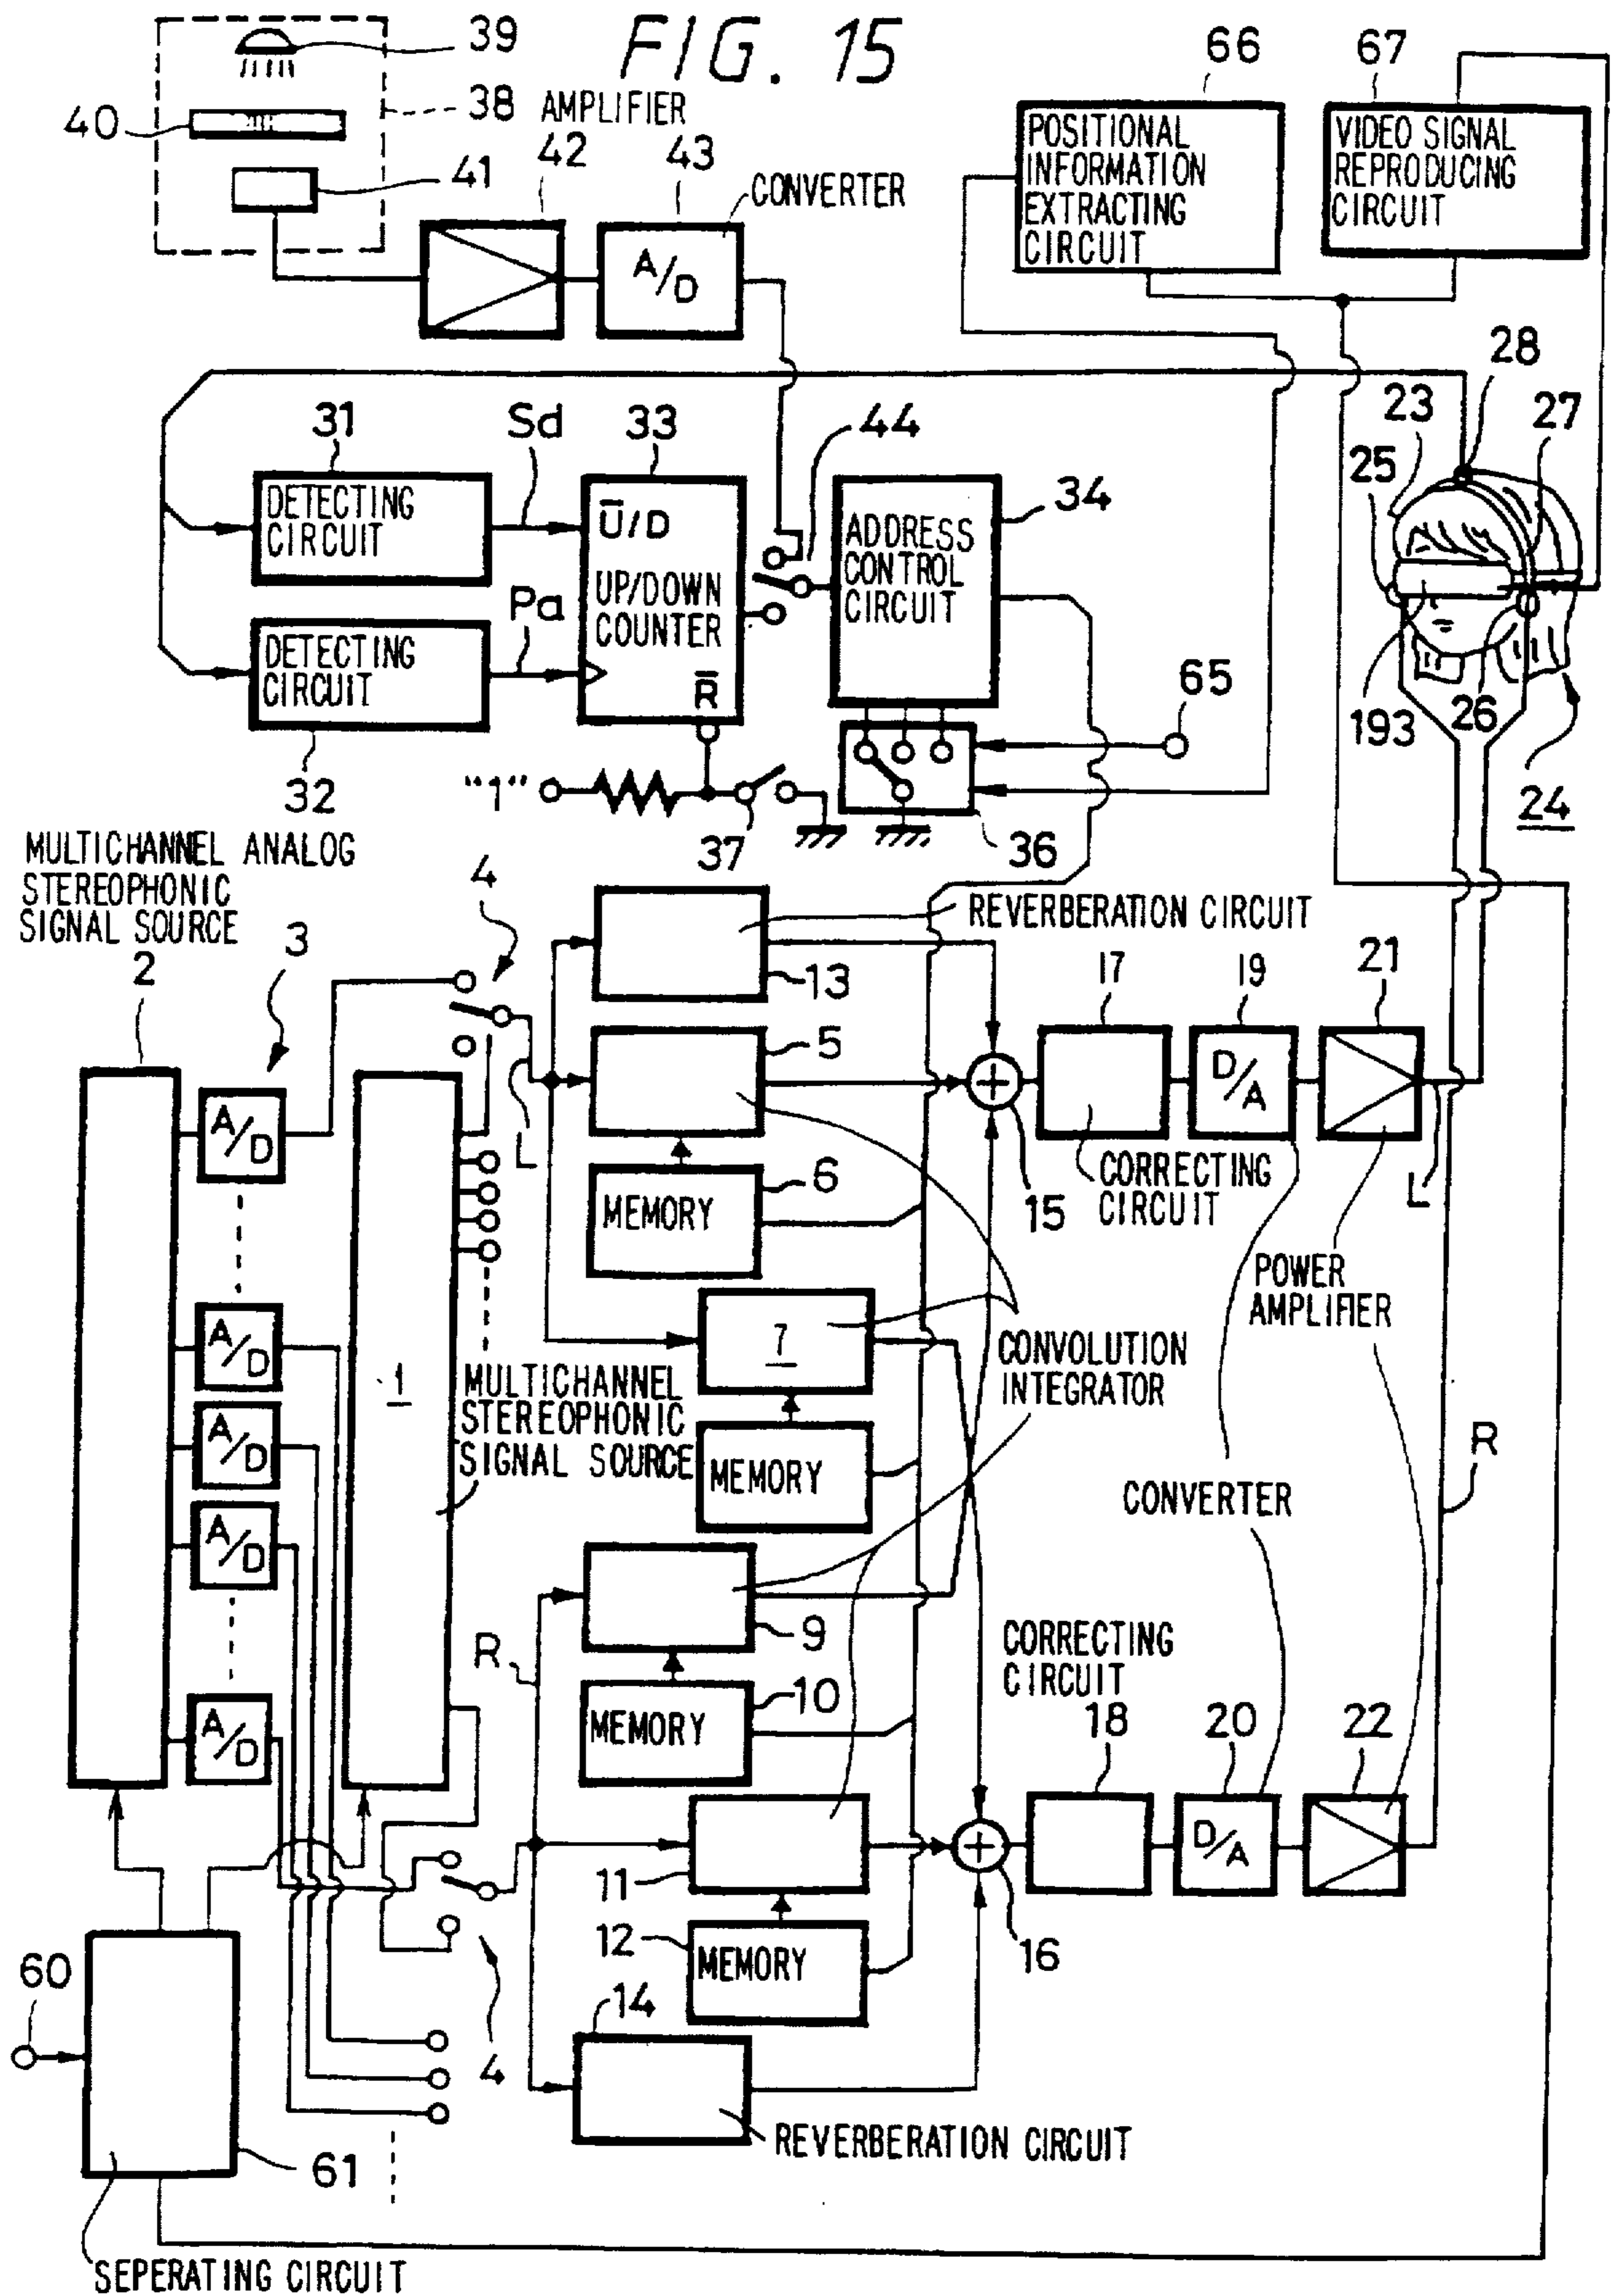 FIG. 15
39
38
40
41
AMPLIFIER
42
43
CONVERTER
A/D
66
POSITIONAL
INFORMATION
EXTRACTING
CIRCUIT
67
VIDEO SIGNAL
REPRODUCING
CIRCUIT
28
23
27
25
193
26
24
31
DETECTING
CIRCUIT
Sd
33
U/D
UP/DOWN
COUNTER
R
44
34
ADDRESS
CONTROL
CIRCUIT
DETECTING
CIRCUIT
32
Pa
65
"1"
37
36
MULTICHANNEL ANALOG
STEREOPHONIC
SIGNAL SOURCE
2
3
4
REVERBERATION CIRCUIT
13
5
L
6
MEMORY
15
17
CORRECTING
CIRCUIT
19
D/A
21
L
POWER
AMPLIFIER
A/D
A/D
A/D
A/D
A/D
1
MULTICHANNEL
STEREOPHONIC
SIGNAL SOURCE
7
CONVOLUTION
INTEGRATOR
MEMORY
CONVERTER
R
R
9
10
MEMORY
CORRECTING
CIRCUIT
18
20
D/A
22
11
12
MEMORY
16
4
14
REVERBERATION CIRCUIT
60
61
SEPERATING CIRCUIT